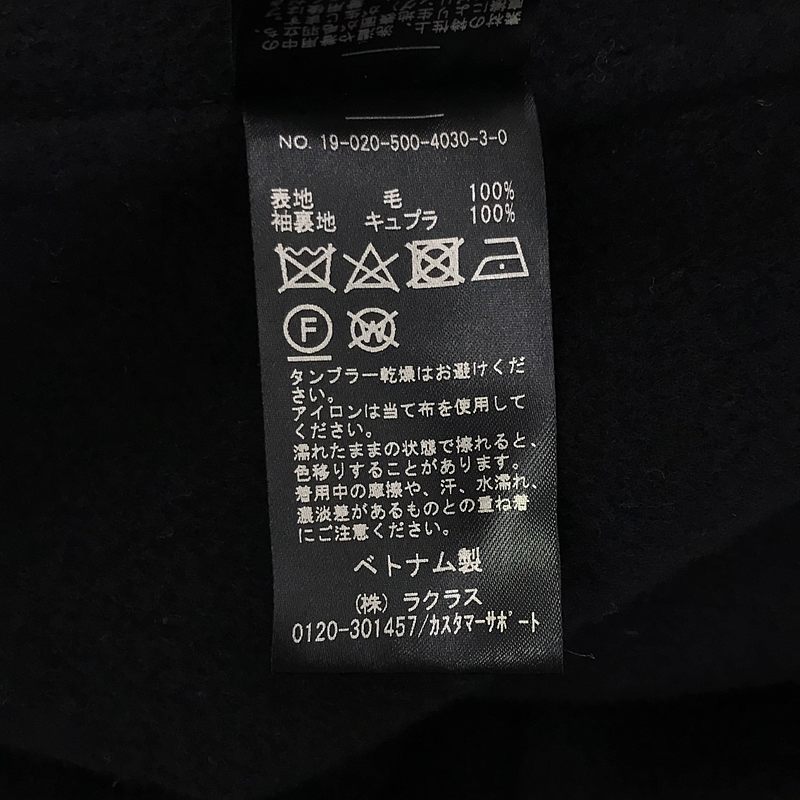 NO. 19-020-500-4030-3-0
表地 毛 100%
袖裏地 キュプラ 100%
F W
タンブラー乾燥はお避けくだ
さい。
アイロンは当て布を使用して
ください。
濡れたままの状態で擦れると、
色移りすることがあります。
着用中の摩擦や、汗、水濡れ、
濃淡差があるものとの重ね着
にご注意ください。
ベトナム製
(株) ラクラス
0120-301457/カスタマーサポート